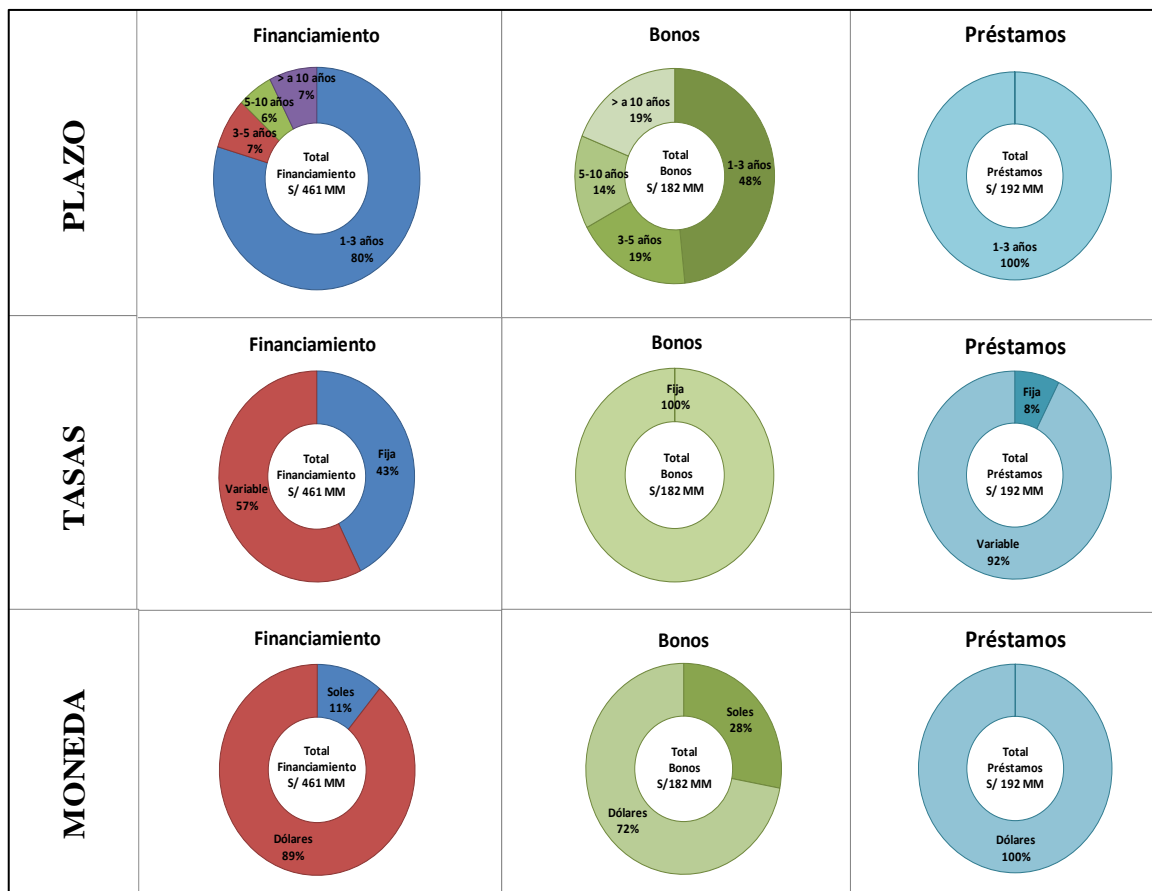 PLAZO
Financiamiento
> a 10 años
7%
5-10 años
6%
3-5 años
7%
Total
Financiamiento
S/ 461 MM
1-3 años
80%
Bonos
> a 10 años
19%
5-10 años
14%
Total
Bonos
S/ 182 MM
1-3 años
48%
3-5 años
19%
Préstamos
Total
Préstamos
S/ 192 MM
1-3 años
100%
TASAS
Financiamiento
Total
Financiamiento
S/ 461 MM
Fija
43%
Variable
57%
Bonos
Fija
100%
Total
Bonos
S/182 MM
Préstamos
Fija
8%
Total
Préstamos
S/ 192 MM
Variable
92%
MONEDA
Financiamiento
Soles
11%
Total
Financiamiento
S/ 461 MM
Dólares
89%
Bonos
Soles
28%
Total
Bonos
S/182 MM
Dólares
72%
Préstamos
Total
Préstamos
S/ 192 MM
Dólares
100%